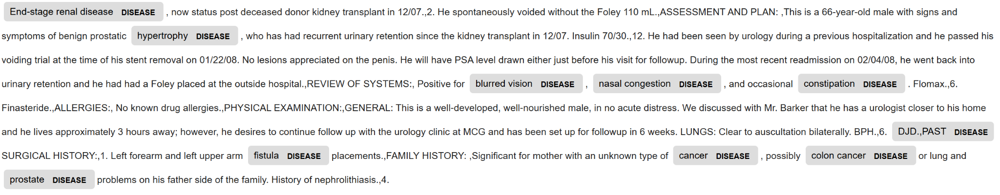 End-stage renal disease DISEASE , now status post deceased donor kidney transplant in 12/07.,2. He spontaneously voided without the Foley 110 mL.,ASSESSMENT AND PLAN: ,This is a 66-year-old male with signs and
symptoms of benign prostatic hypertrophy DISEASE , who has had recurrent urinary retention since the kidney transplant in 12/07. Insulin 70/30.,12. He had been seen by urology during a previous hospitalization and he passed his
voiding trial at the time of his stent removal on 01/22/08. No lesions appreciated on the penis. He will have PSA level drawn either just before his visit for followup. During the most recent readmission on 02/04/08, he went back into
urinary retention and he had had a Foley placed at the outside hospital.,REVIEW OF SYSTEMS:, Positive for blurred vision DISEASE , nasal congestion DISEASE , and occasional constipation DISEASE . Flomax.,6.
Finasteride.,ALLERGIES:, No known drug allergies.,PHYSICAL EXAMINATION:,GENERAL: This is a well-developed, well-nourished male, in no acute distress. We discussed with Mr. Barker that he has a urologist closer to his home
and he lives approximately 3 hours away; however, he desires to continue follow up with the urology clinic at MCG and has been set up for followup in 6 weeks. LUNGS: Clear to auscultation bilaterally. BPH.,6. DJD.,PAST DISEASE
SURGICAL HISTORY:,1. Left forearm and left upper arm fistula DISEASE placements.,FAMILY HISTORY: ,Significant for mother with an unknown type of cancer DISEASE , possibly colon cancer DISEASE or lung and
prostate DISEASE problems on his father side of the family. History of nephrolithiasis.,4.